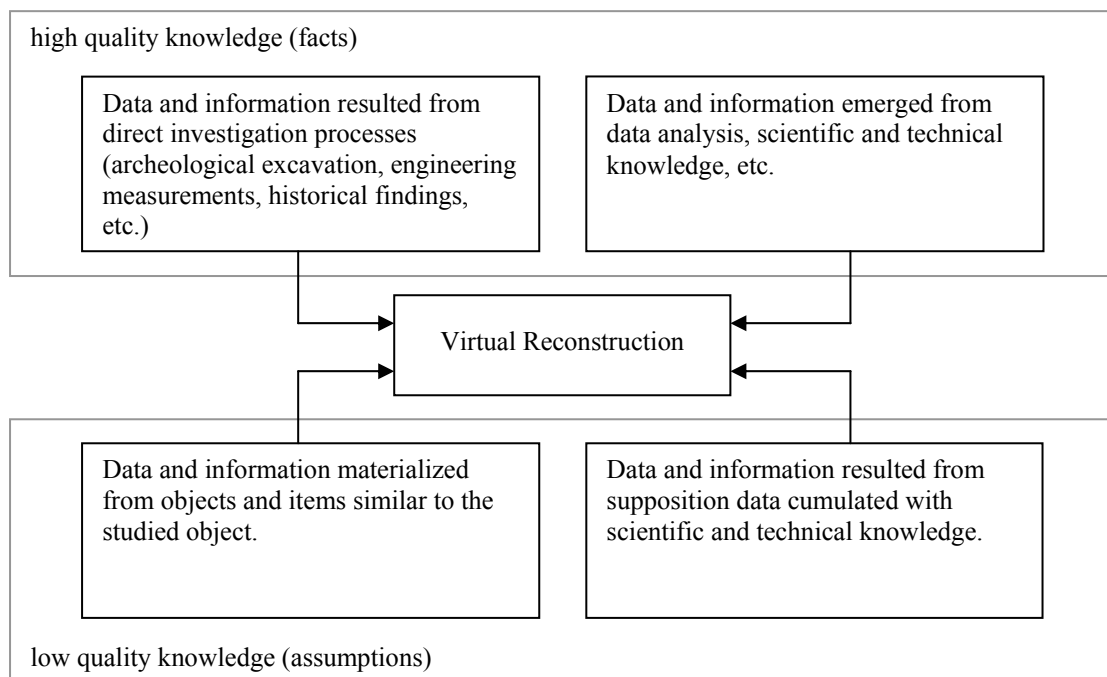 high quality knowledge (facts)
Data and information resulted from
direct investigation processes
(archeological excavation, engineering
measurements, historical findings,
etc.)
Data and information emerged from
data analysis, scientific and technical
knowledge, etc.
Virtual Reconstruction
Data and information materialized
from objects and items similar to the
studied object.
Data and information resulted from
supposition data cumulated with
scientific and technical knowledge.
low quality knowledge (assumptions)